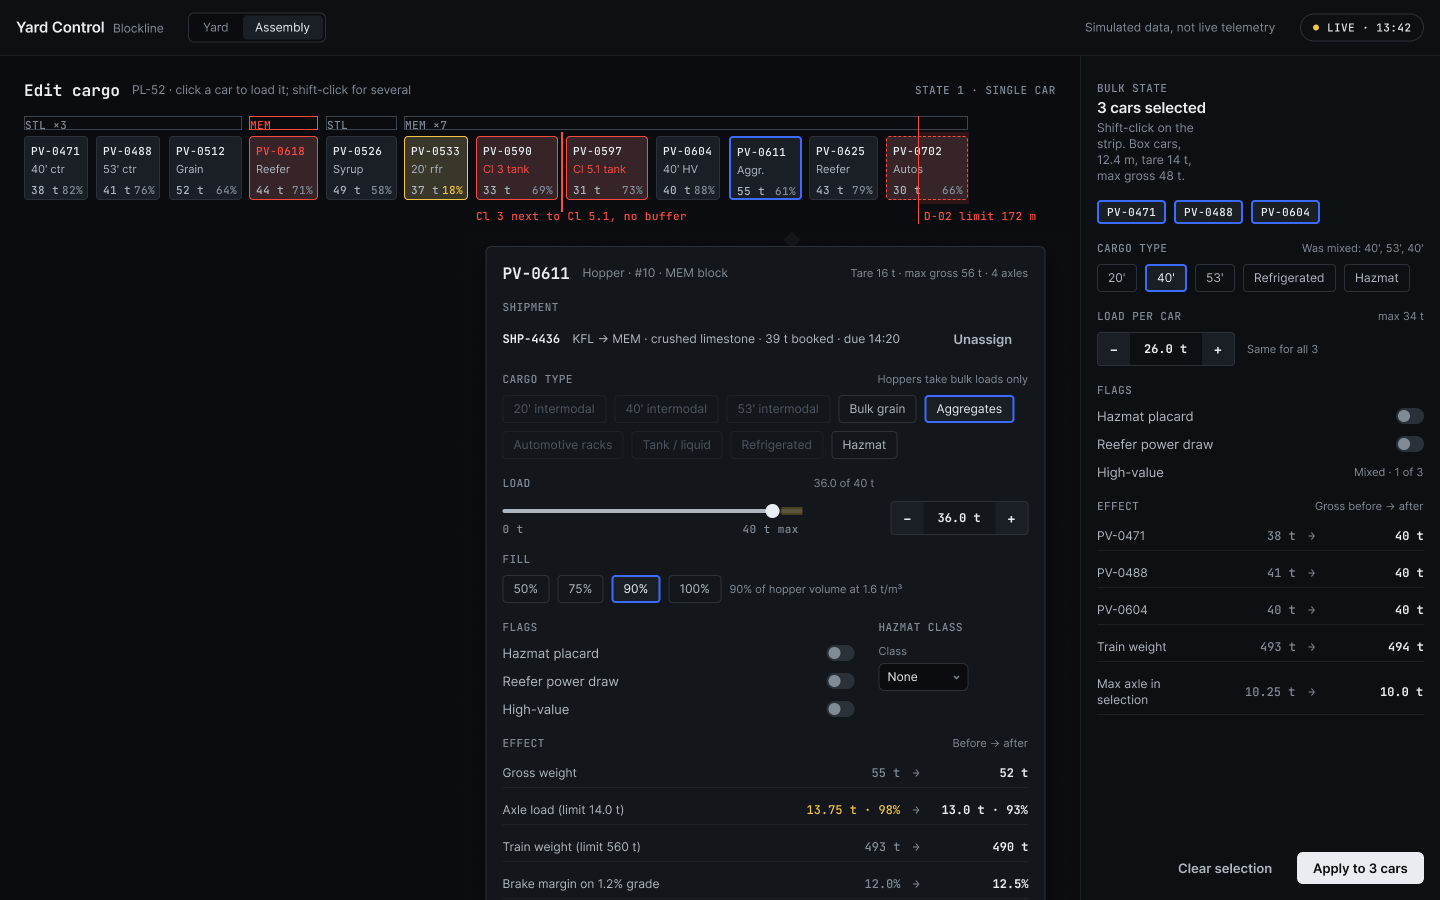 Yard Control Blockline Yard Assembly Simulated data, not live telemetry LIVE · 13:42
Edit cargo PL-52 · click a car to load it; shift-click for several STATE 1 · SINGLE CAR
STL ×3 MEM STL MEM ×7
PV-0471 PV-0488 PV-0512 PV-0618 PV-0526 PV-0533 PV-0590 PV-0597 PV-0604 PV-0611 PV-0625 PV-0702
40' ctr 53' ctr Grain Reefer Syrup 20' rfr Cl 3 tank Cl 5.1 tank 40' HV Aggr. Reefer Autos
38 t 82% 41 t 76% 52 t 64% 44 t 71% 49 t 58% 37 t 18% 33 t 69% 31 t 73% 40 t 88% 55 t 61% 43 t 79% 30 t 66%
Cl 3 next to Cl 5.1, no buffer D-02 limit 172 m
PV-0611 Hopper · #10 · MEM block Tare 16 t · max gross 56 t · 4 axles
SHIPMENT
SHP-4436 KFL → MEM · crushed limestone · 39 t booked · due 14:20 Unassign
CARGO TYPE Hoppers take bulk loads only
20' intermodal 40' intermodal 53' intermodal Bulk grain Aggregates
Automotive racks Tank / liquid Refrigerated Hazmat
LOAD 36.0 of 40 t
− 36.0 t +
0 t 40 t max
FILL
50% 75% 90% 100% 90% of hopper volume at 1.6 t/m³
FLAGS HAZMAT CLASS
Hazmat placard Class
Reefer power draw None
High-value
EFFECT Before → after
Gross weight 55 t → 52 t
Axle load (limit 14.0 t) 13.75 t · 98% → 13.0 t · 93%
Train weight (limit 560 t) 493 t → 490 t
Brake margin on 1.2% grade 12.0% → 12.5%
BULK STATE
3 cars selected
Shift-click on the
strip. Box cars,
12.4 m, tare 14 t,
max gross 48 t.
PV-0471 PV-0488 PV-0604
CARGO TYPE Was mixed: 40', 53', 40'
20' 40' 53' Refrigerated Hazmat
LOAD PER CAR max 34 t
− 26.0 t + Same for all 3
FLAGS
Hazmat placard
Reefer power draw
High-value Mixed · 1 of 3
EFFECT Gross before → after
PV-0471 38 t → 40 t
PV-0488 41 t → 40 t
PV-0604 40 t → 40 t
Train weight 493 t → 494 t
Max axle in
selection 10.25 t → 10.0 t
Clear selection Apply to 3 cars